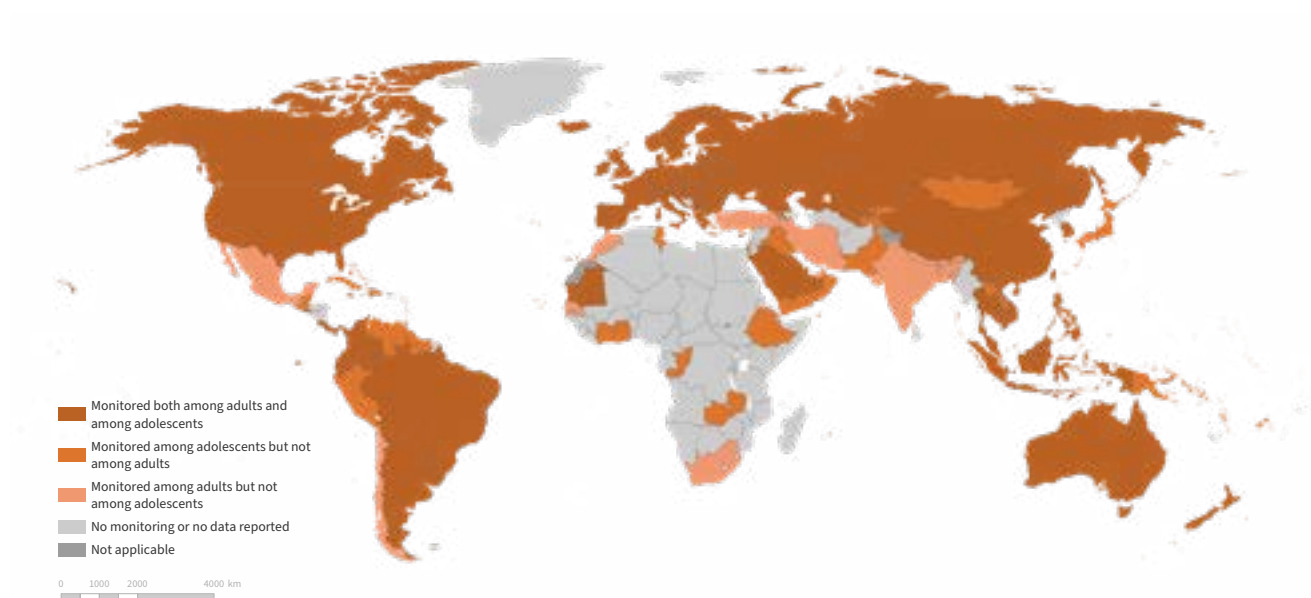 Monitored both among adults and
among adolescents
Monitored among adolescents but not
among adults
Monitored among adults but not
among adolescents
No monitoring or no data reported
Not applicable
0 1000 2000 4000 km